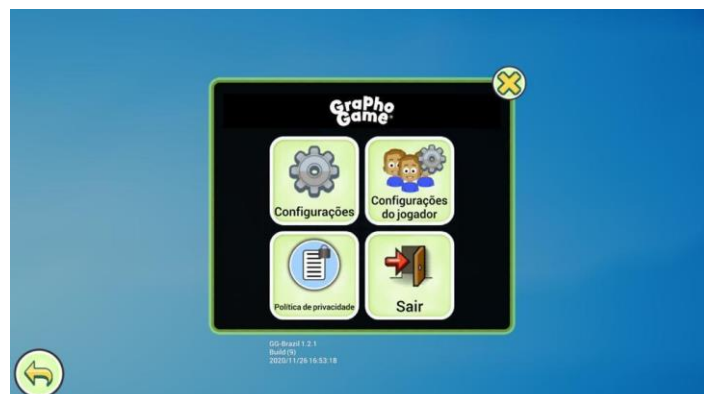 GraPho
Game
Configurações
Configurações
do jogador
Política de privacidade
Sair
GG-Brazil 1.2.1
Build (9)
2020/11/26 16:53:18